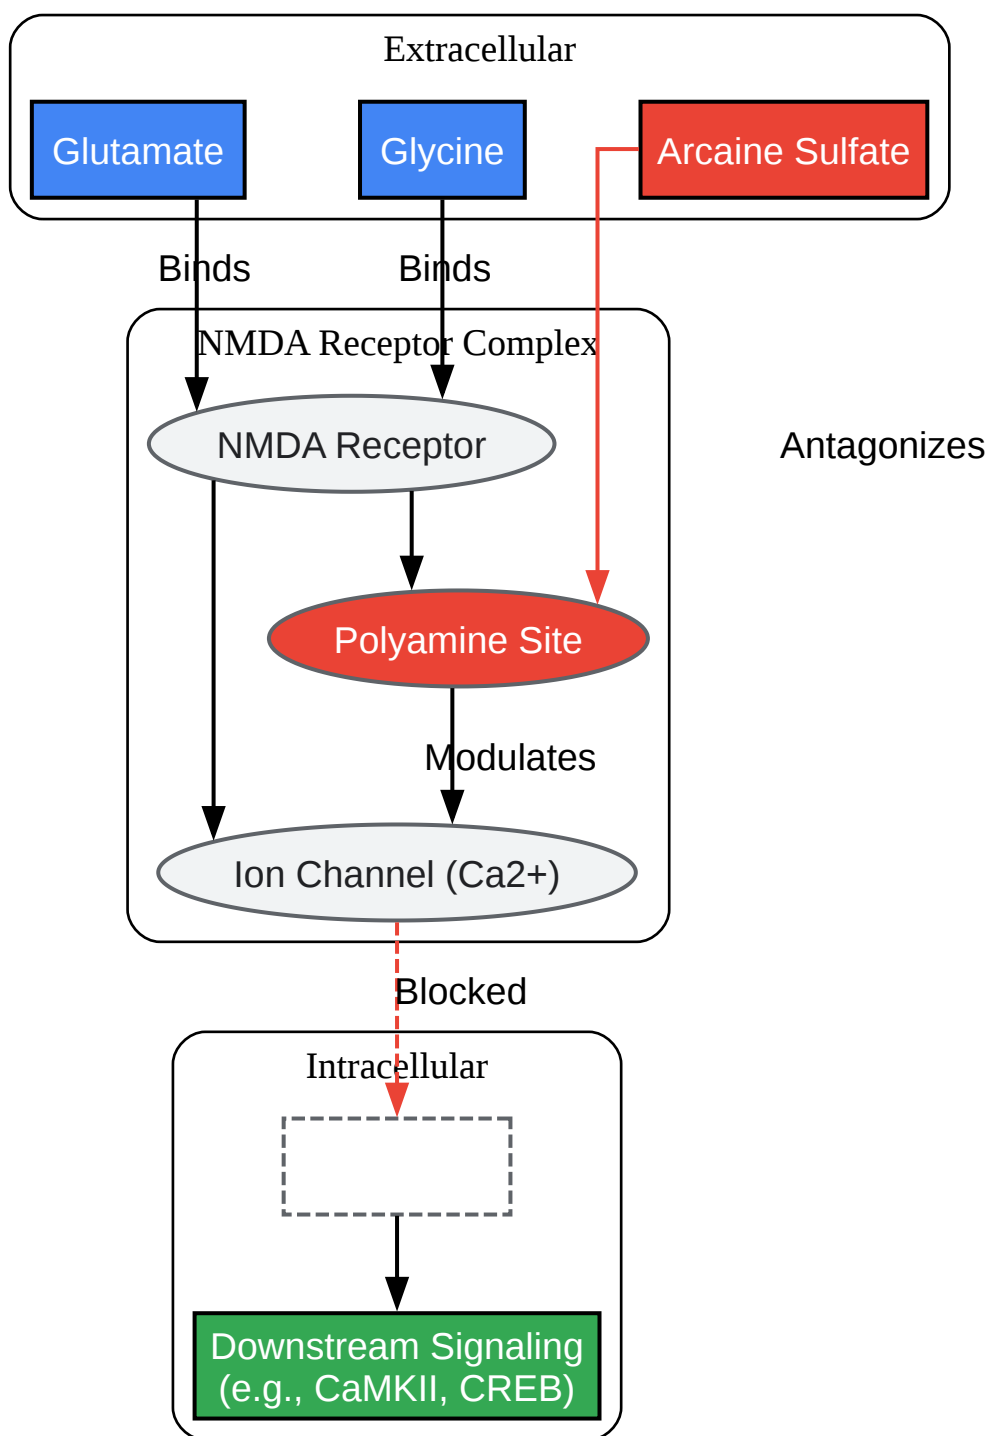 Extracellular
Glutamate
Glycine
Arcaine Sulfate
Binds
Binds
NMDA Receptor Complex
NMDA Receptor
Antagonizes
Polyamine Site
Modulates
Ion Channel (Ca2+)
Blocked
Intracellular
Downstream Signaling
(e.g., CaMKII, CREB)